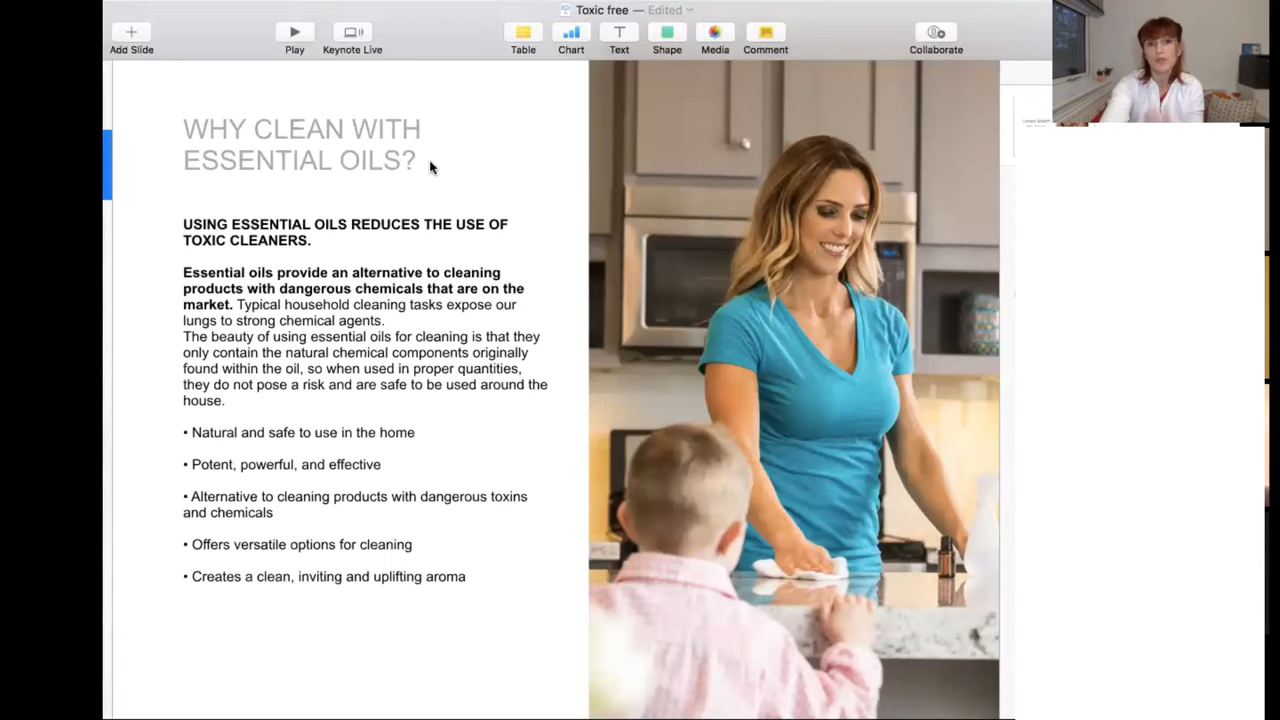 Toxic free — Edited
Add Slide
Play
Keynote Live
Table
Chart
Text
Shape
Media
Comment
Collaborate
WHY CLEAN WITH
ESSENTIAL OILS?
USING ESSENTIAL OILS REDUCES THE USE OF
TOXIC CLEANERS.
Essential oils provide an alternative to cleaning
products with dangerous chemicals that are on the
market. Typical household cleaning tasks expose our
lungs to strong chemical agents.
The beauty of using essential oils for cleaning is that they
only contain the natural chemical components originally
found within the oil, so when used in proper quantities,
they do not pose a risk and are safe to be used around the
house.
• Natural and safe to use in the home
• Potent, powerful, and effective
• Alternative to cleaning products with dangerous toxins
and chemicals
• Offers versatile options for cleaning
• Creates a clean, inviting and uplifting aroma